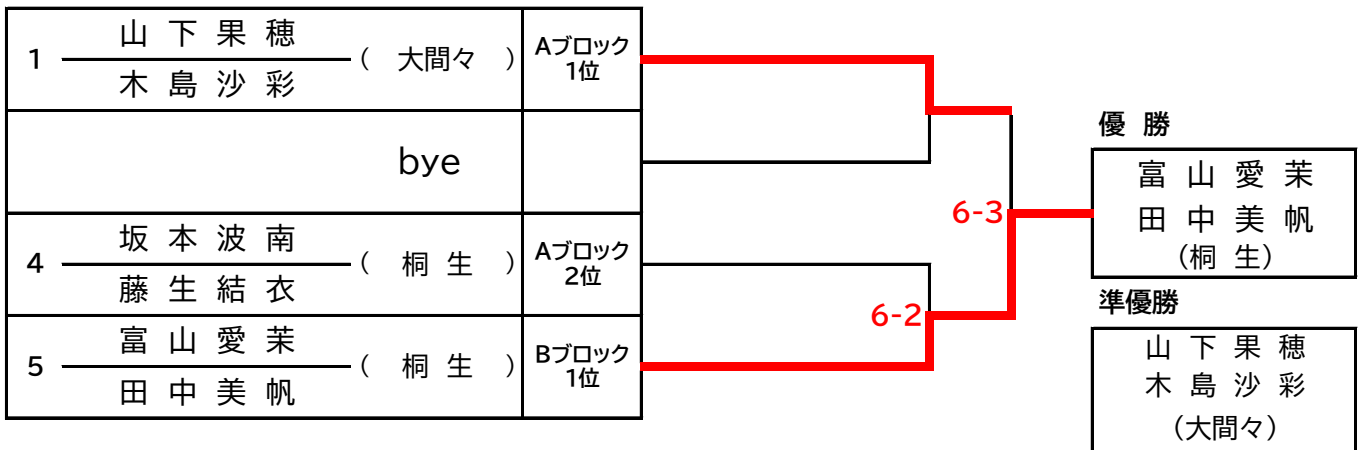 山下果穂
1 ( 大間々 ) Aブロック
1位
木島沙彩
bye
坂本波南
4 ( 桐生 ) Aブロック
2位
藤生結衣
富山愛茉
5 ( 桐生 ) Bブロック
1位
田中美帆
6-2
6-3
優勝
富山愛茉
田中美帆
(桐生)
準優勝
山下果穂
木島沙彩
(大間々)